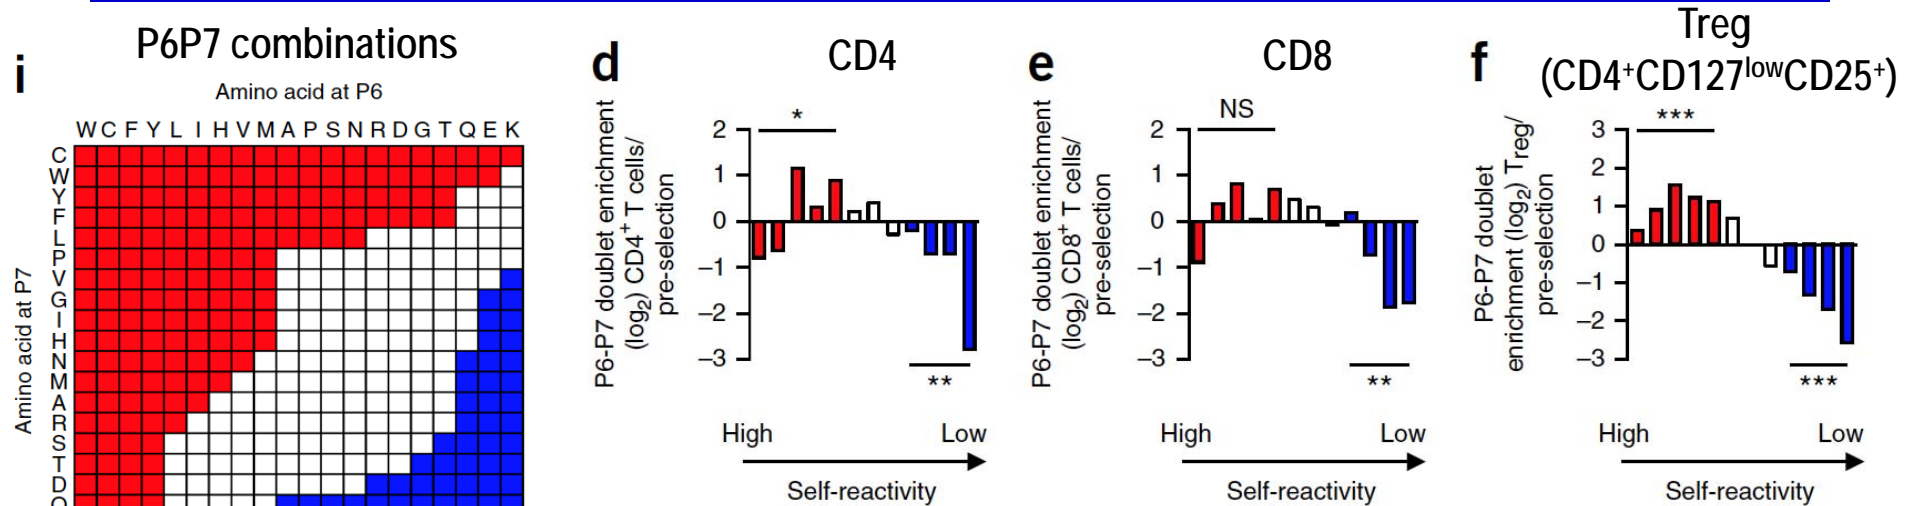 P6P7 combinations
i
Amino acid at P6
W C F Y L I H V M A P S N R D G T Q E K
Amino acid at P7
C
W
Y
F
L
P
V
G
I
H
N
M
A
R
S
T
D
d
CD4
P6-P7 doublet enrichment
(log2) CD4+ T cells/
pre-selection
*
2
1
0
−1
−2
−3
**
High Low
Self-reactivity
e
CD8
P6-P7 doublet enrichment
(log2) CD8+ T cells/
pre-selection
NS
2
1
0
−1
−2
−3
**
High Low
Self-reactivity
f
Treg
(CD4+CD127lowCD25+)
P6-P7 doublet
enrichment (log2) Treg/
pre-selection
***
3
2
1
0
−1
−2
−3
***
High Low
Self-reactivity